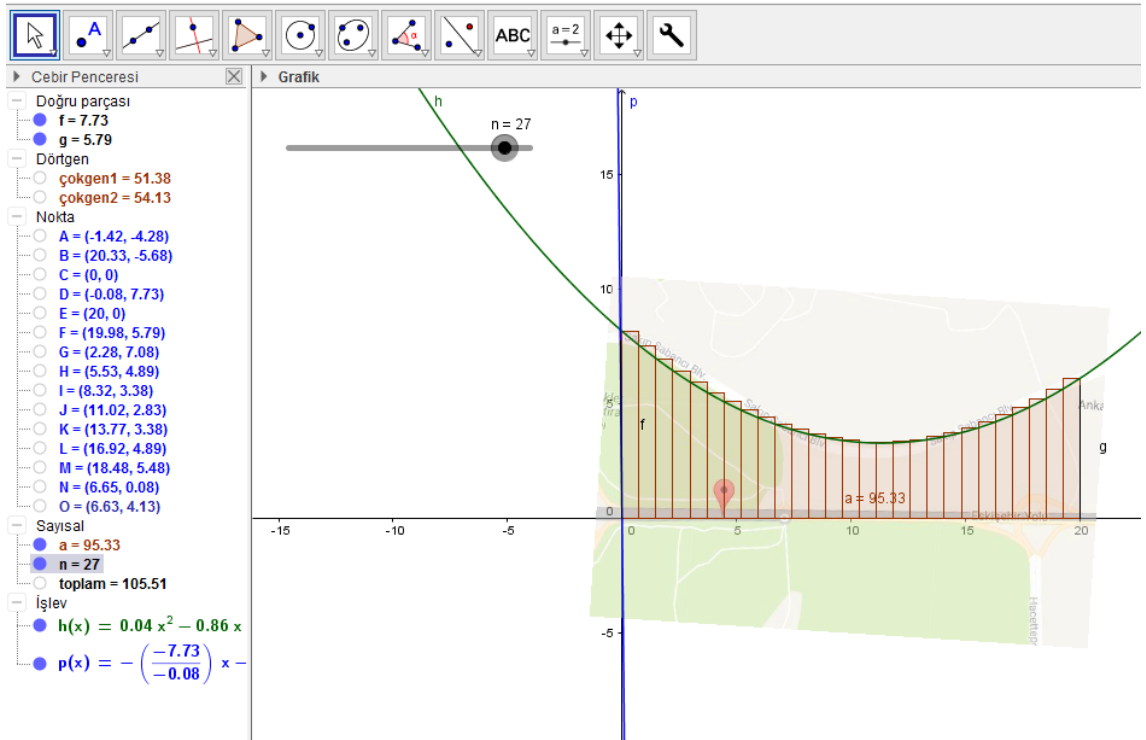 ABC
a = 2
Cebir Penceresi
Grafik
Doğru parçası
f = 7.73
g = 5.79
Dörtgen
çokgen1 = 51.38
çokgen2 = 54.13
Nokta
A = (-1.42, -4.28)
B = (20.33, -5.68)
C = (0, 0)
D = (-0.08, 7.73)
E = (20, 0)
F = (19.98, 5.79)
G = (2.28, 7.08)
H = (5.53, 4.89)
I = (8.32, 3.38)
J = (11.02, 2.83)
K = (13.77, 3.38)
L = (16.92, 4.89)
M = (18.48, 5.48)
N = (6.65, 0.08)
O = (6.63, 4.13)
Sayısal
a = 95.33
n = 27
toplam = 105.51
İşlev
h(x) = 0.04 x² − 0.86 x
p(x) = − (−7.73 / −0.08) x −
h
p
n = 27
15
10
5
0
-5
-15
-10
-5
0
5
10
15
20
f
g
a = 95.33
α
Sabancı Blv.
Eskişehir Yolu
Anka
Hacettepe